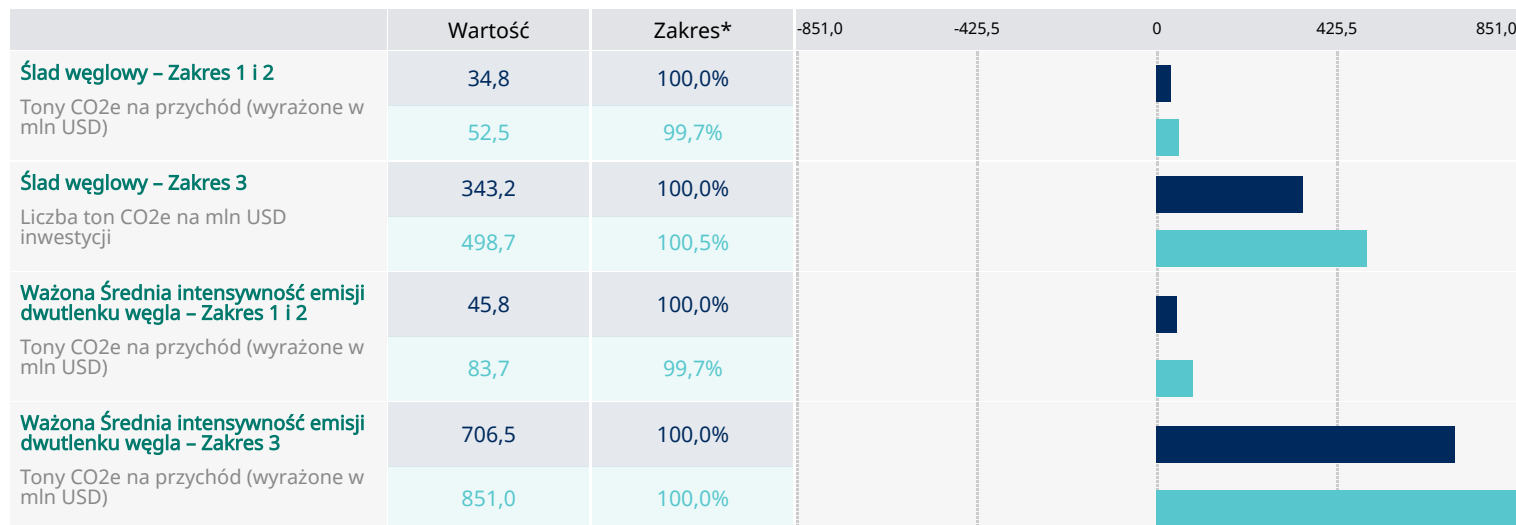 Wartość Zakres* -851,0 -425,5 0 425,5 851,0
Ślad węglowy – Zakres 1 i 2
Tony CO2e na przychód (wyrażone w
mln USD)
34,8 100,0%
52,5 99,7%
Ślad węglowy – Zakres 3
Liczba ton CO2e na mln USD
inwestycji
343,2 100,0%
498,7 100,5%
Ważona Średnia intensywność emisji
dwutlenku węgla – Zakres 1 i 2
Tony CO2e na przychód (wyrażone w
mln USD)
45,8 100,0%
83,7 99,7%
Ważona Średnia intensywność emisji
dwutlenku węgla – Zakres 3
Tony CO2e na przychód (wyrażone w
mln USD)
706,5 100,0%
851,0 100,0%